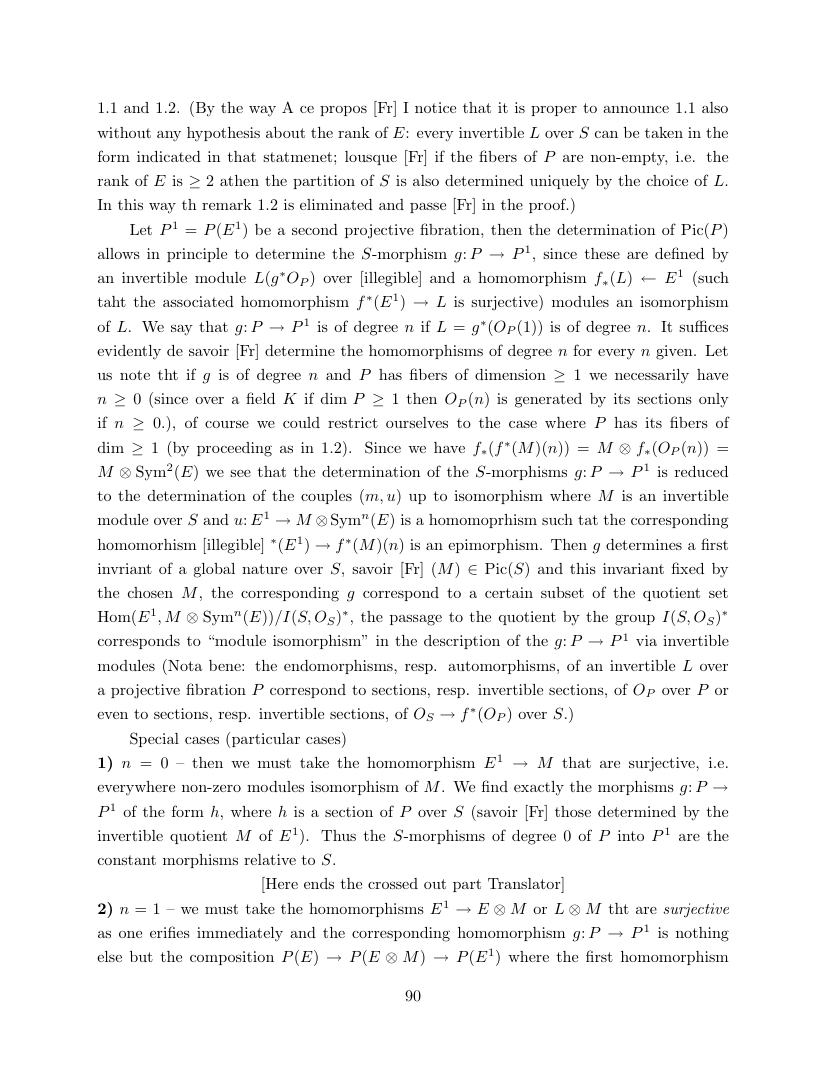 1.1 and 1.2. (By the way A ce propos [Fr] I notice that it is proper to announce 1.1 also
without any hypothesis about the rank of E: every invertible L over S can be taken in the
form indicated in that statmenet; lousque [Fr] if the fibers of P are non-empty, i.e. the
rank of E is ≥ 2 athen the partition of S is also determined uniquely by the choice of L.
In this way th remark 1.2 is eliminated and passe [Fr] in the proof.)
Let P¹ = P(E¹) be a second projective fibration, then the determination of Pic(P)
allows in principle to determine the S-morphism g: P → P¹, since these are defined by
an invertible module L(g*O_P) over [illegible] and a homomorphism f_*(L) ← E¹ (such
taht the associated homomorphism f*(E¹) → L is surjective) modules an isomorphism
of L. We say that g: P → P¹ is of degree n if L = g*(O_P(1)) is of degree n. It suffices
evidently de savoir [Fr] determine the homomorphisms of degree n for every n given. Let
us note tht if g is of degree n and P has fibers of dimension ≥ 1 we necessarily have
n ≥ 0 (since over a field K if dim P ≥ 1 then O_P(n) is generated by its sections only
if n ≥ 0.), of course we could restrict ourselves to the case where P has its fibers of
dim ≥ 1 (by proceeding as in 1.2). Since we have f_*(f*(M)(n)) = M ⊗ f_*(O_P(n)) =
M ⊗ Sym²(E) we see that the determination of the S-morphisms g: P → P¹ is reduced
to the determination of the couples (m, u) up to isomorphism where M is an invertible
module over S and u: E¹ → M ⊗ Symⁿ(E) is a homomoprhism such tat the corresponding
homomorhism [illegible] *(E¹) → f*(M)(n) is an epimorphism. Then g determines a first
invriant of a global nature over S, savoir [Fr] (M) ∈ Pic(S) and this invariant fixed by
the chosen M, the corresponding g correspond to a certain subset of the quotient set
Hom(E¹, M ⊗ Symⁿ(E))/I(S, O_S)*, the passage to the quotient by the group I(S, O_S)*
corresponds to “module isomorphism” in the description of the g: P → P¹ via invertible
modules (Nota bene: the endomorphisms, resp. automorphisms, of an invertible L over
a projective fibration P correspond to sections, resp. invertible sections, of O_P over P or
even to sections, resp. invertible sections, of O_S → f*(O_P) over S.)
Special cases (particular cases)
1) n = 0 – then we must take the homomorphism E¹ → M that are surjective, i.e.
everywhere non-zero modules isomorphism of M. We find exactly the morphisms g: P →
P¹ of the form h, where h is a section of P over S (savoir [Fr] those determined by the
invertible quotient M of E¹). Thus the S-morphisms of degree 0 of P into P¹ are the
constant morphisms relative to S.
[Here ends the crossed out part Translator]
2) n = 1 – we must take the homomorphisms E¹ → E ⊗ M or L ⊗ M tht are surjective
as one erifies immediately and the corresponding homomorphism g: P → P¹ is nothing
else but the composition P(E) → P(E ⊗ M) → P(E¹) where the first homomorphism
90